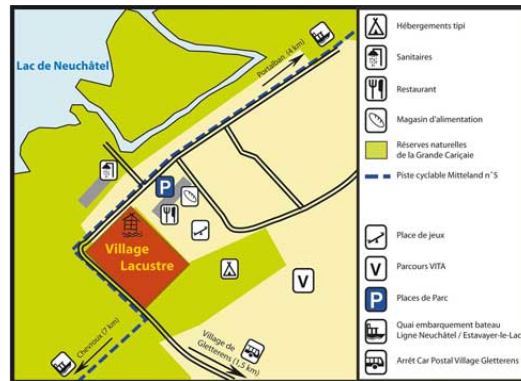 Lac de Neuchâtel
Portalban (4 km)
P
Village
Lacustre
V
Chevroux (7 km)
Village de
Gletterens (1,5 km)
Hébergements tipi
Sanitaires
Restaurant
Magasin d'alimentation
Réserves naturelles
de la Grande Cariçaie
Piste cyclable Mitteland n°5
Place de jeux
V
Parcours VITA
P
Places de Parc
Quai embarquement bateau
Ligne Neuchâtel / Estavayer-le-Lac
Arrêt Car Postal Village Gletterens